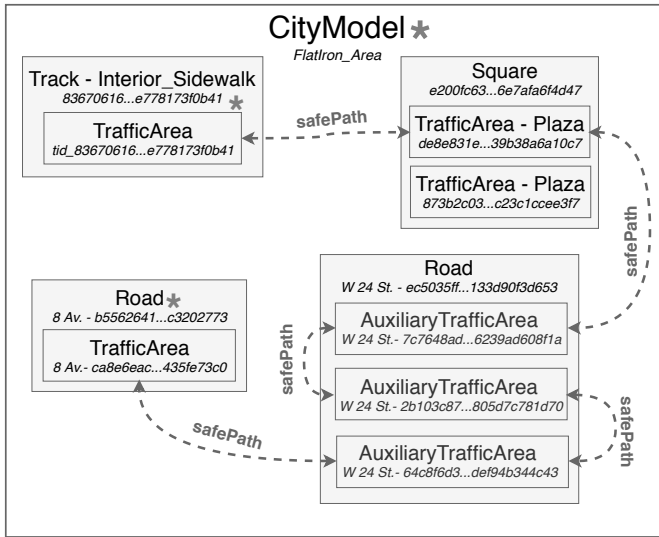 CityModel*
FlatIron_Area
Track - Interior_Sidewalk
83670616...e778173f0b41 *
TrafficArea
tid_83670616...e778173f0b41
safePath
Square
e200fc63...6e7afa6f4d47
TrafficArea - Plaza
de8e831e...39b38a6a10c7
TrafficArea - Plaza
873b2c03...c23c1ccee3f7
safePath
Road*
8 Av. - b5562641...c3202773
TrafficArea
8 Av.- ca8e6eac...435fe73c0
safePath
Road
W 24 St. - ec5035ff...133d90f3d653
AuxiliaryTrafficArea
W 24 St.- 7c7648ad...6239ad608f1a
safePath
AuxiliaryTrafficArea
W 24 St.- 2b103c87...805d7c781d70
safePath
AuxiliaryTrafficArea
W 24 St.- 64c8f6d3...def94b344c43